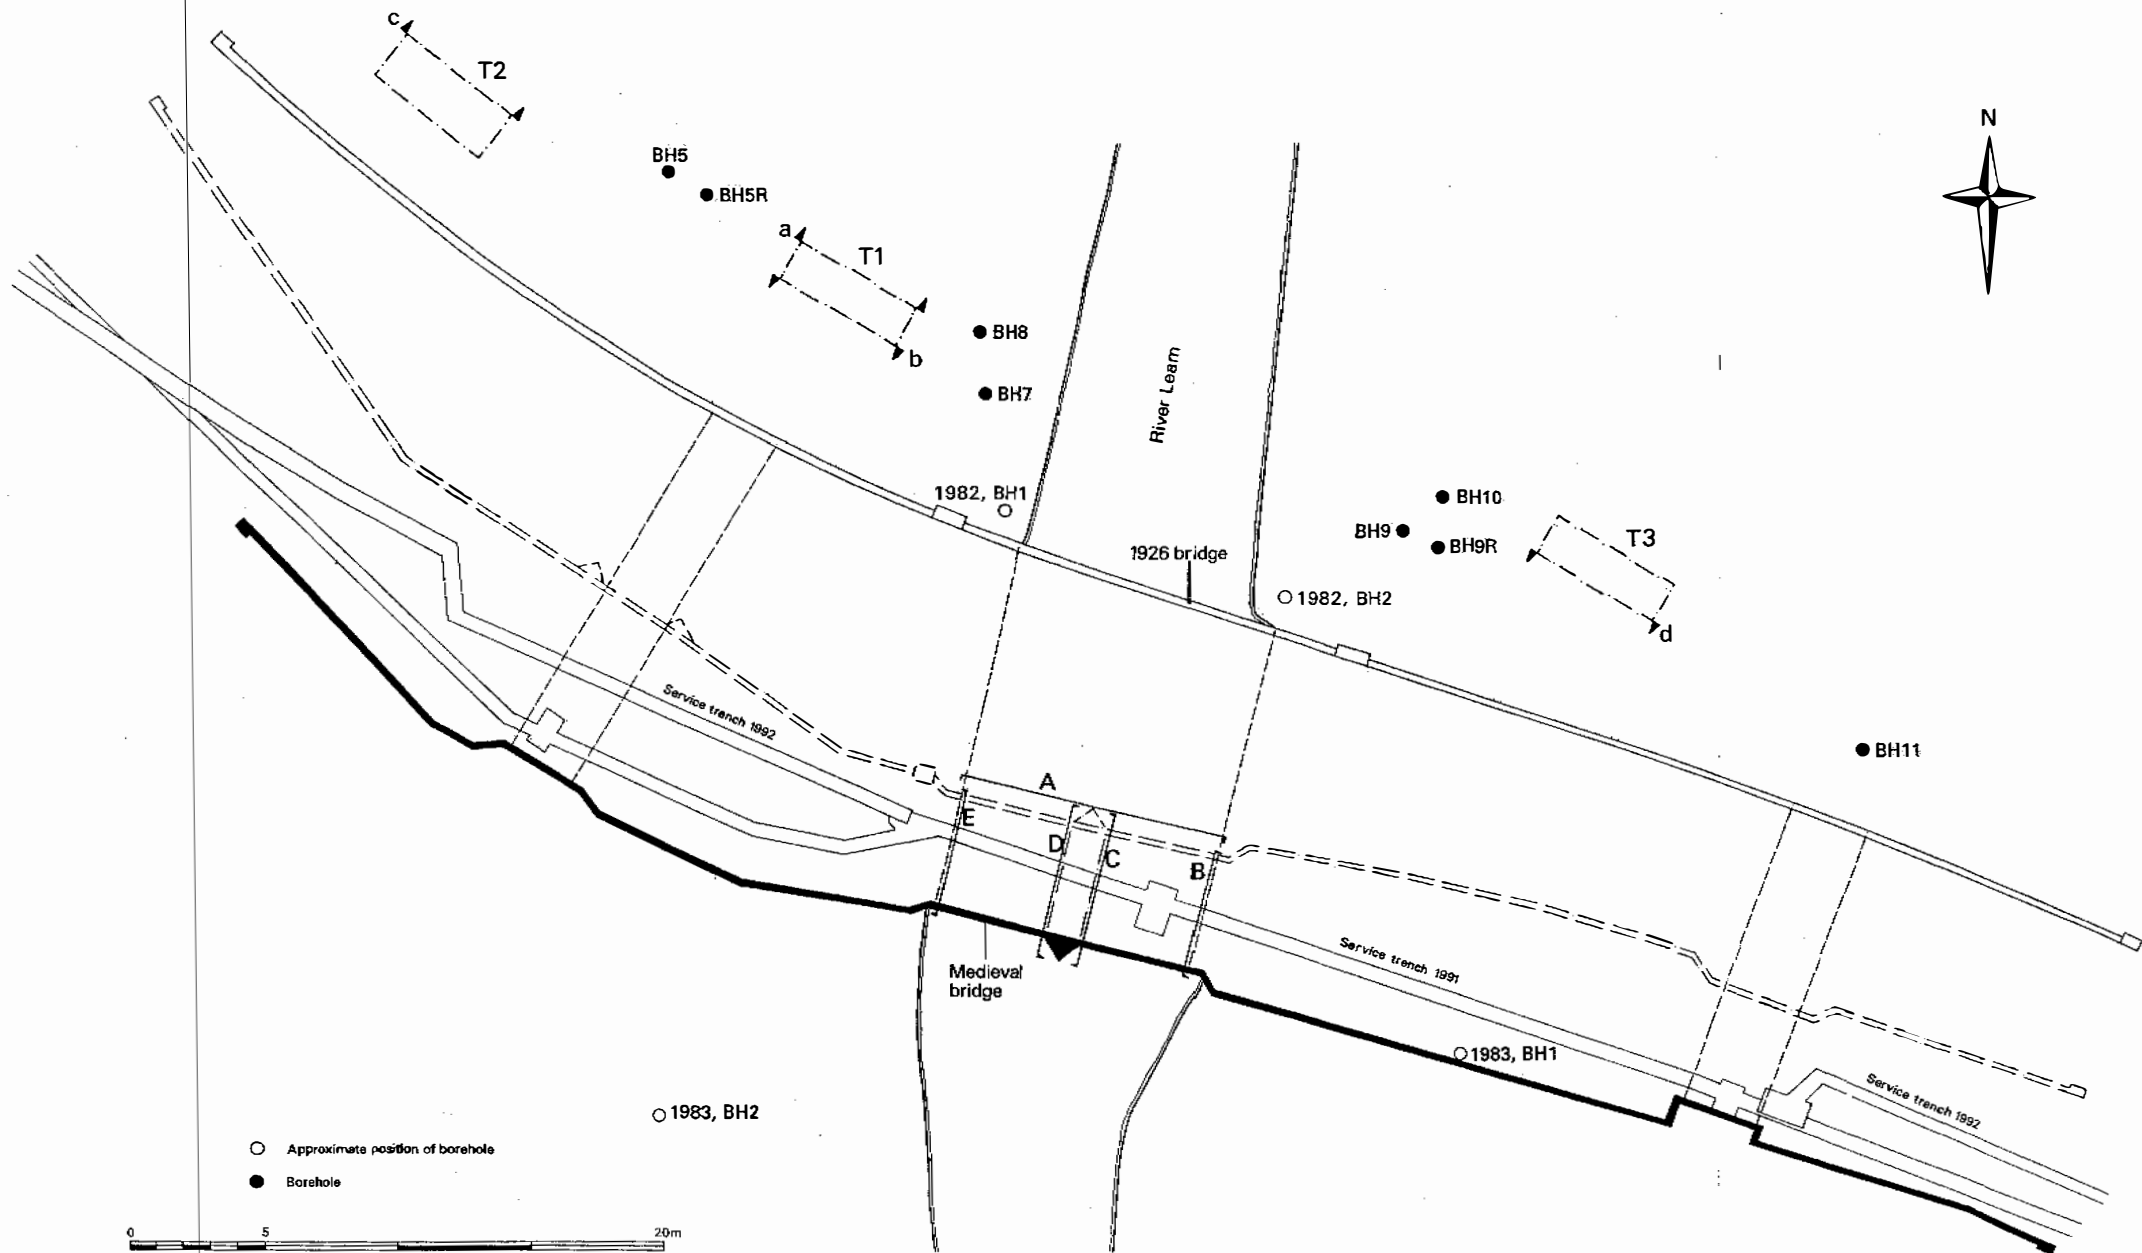 c
T2
N
BH5
BH5R
a
T1
BH8
b
BH7
River Leam
1982, BH1
BH10
BH9
BH9R
T3
1926 bridge
1982, BH2
d
Service trench 1992
BH11
A
E
D
C
B
Service trench 1991
Medieval
bridge
1983, BH1
Service trench 1992
1983, BH2
Approximate position of borehole
Borehole
0
5
20m